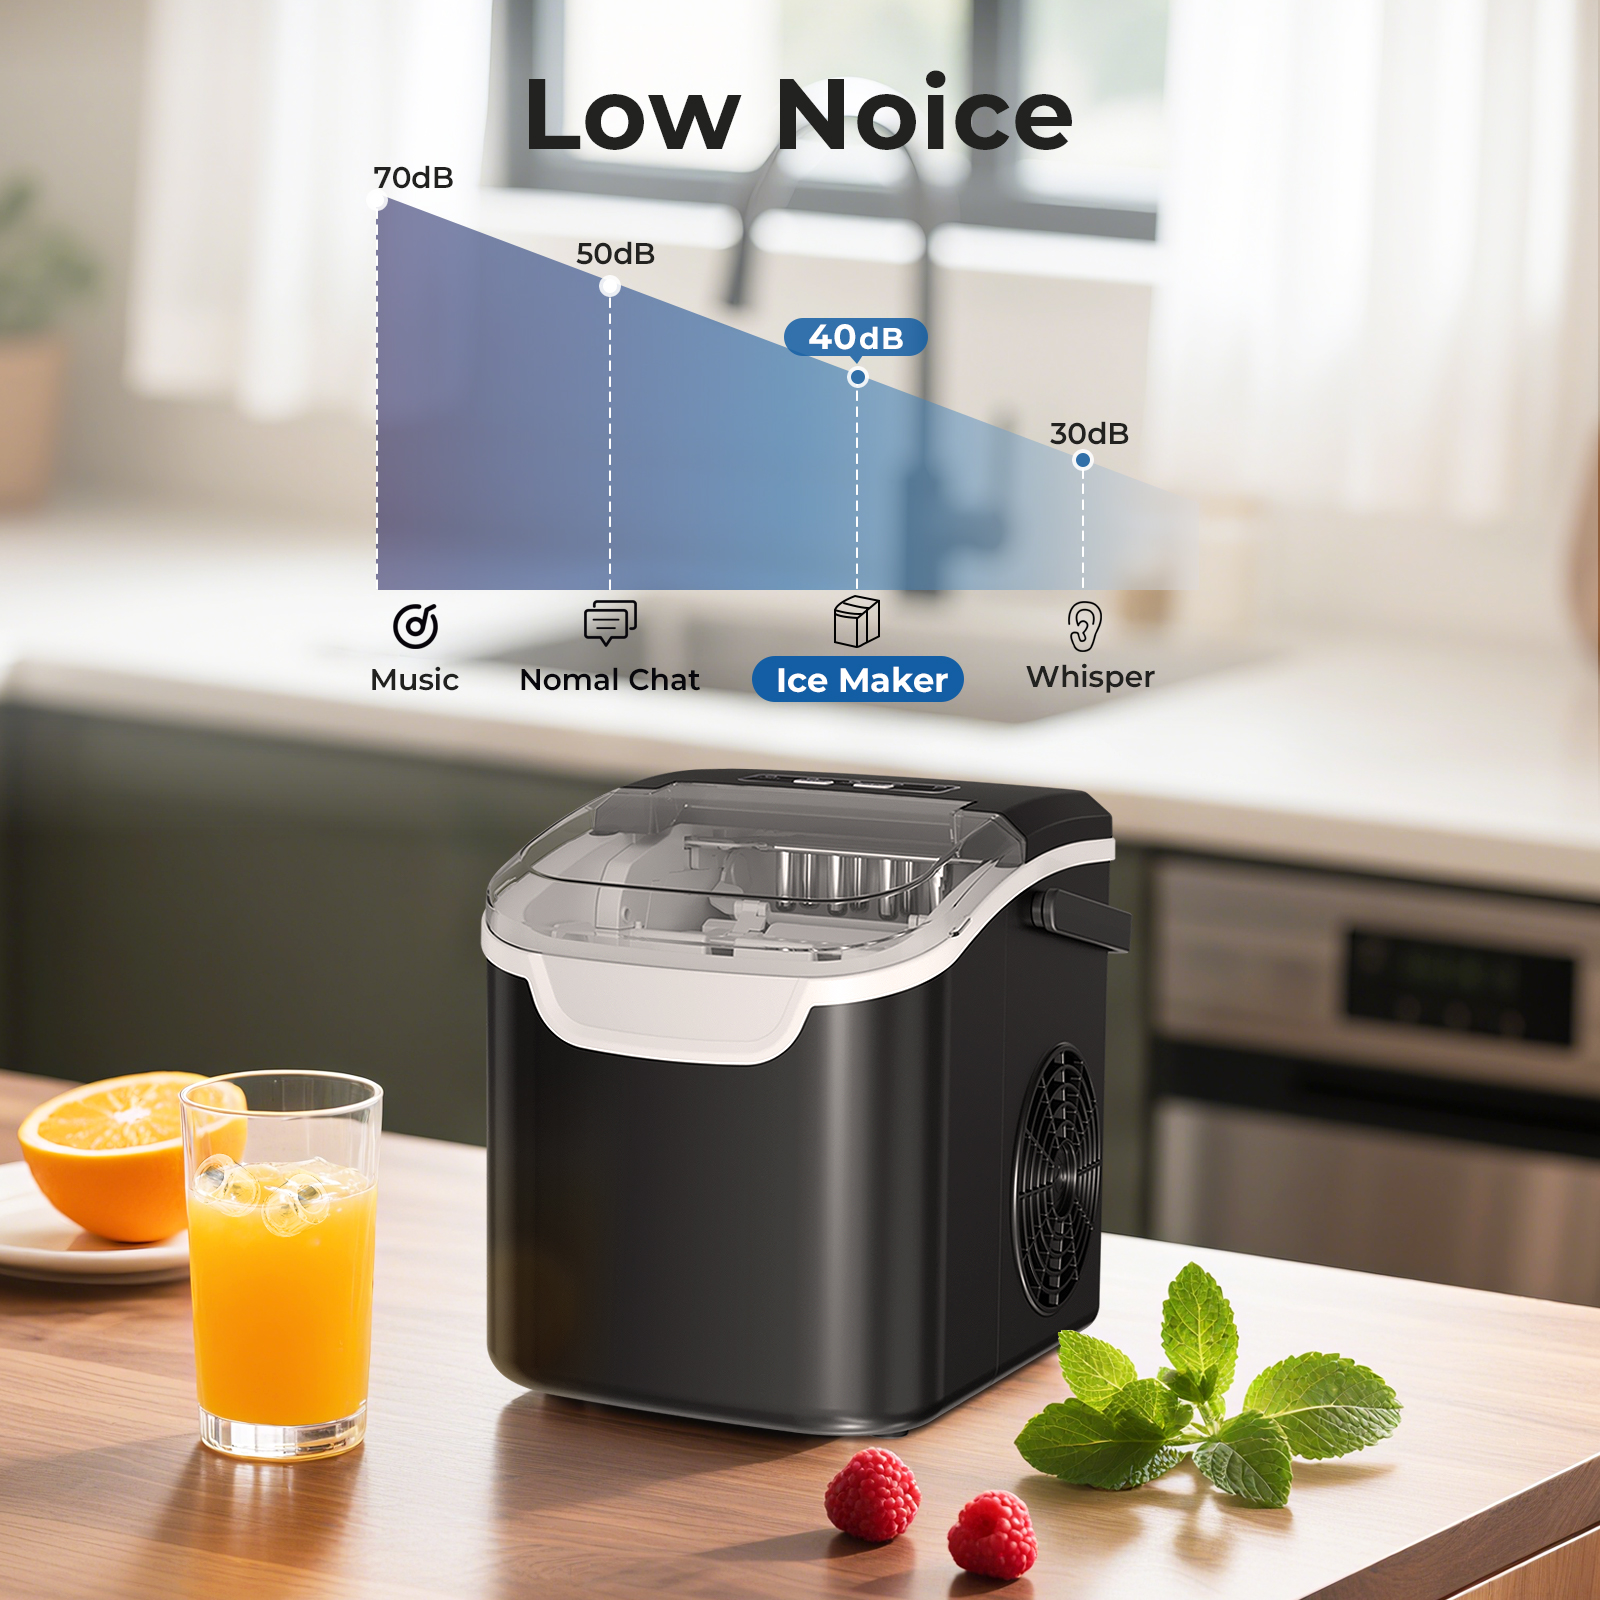 Low Noice
70dB
50dB
40dB
30dB
Music
Nomal Chat
Ice Maker
Whisper